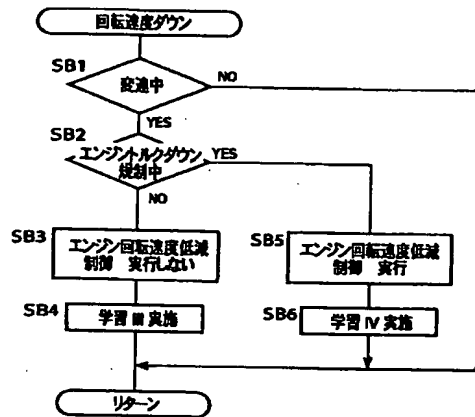 回転速度ダウン
SB1
変速中
NO
YES
SB2
エンジントルクダウン
規制中
YES
NO
SB3
エンジン回転速度低減
制御 実行しない
SB5
エンジン回転速度低減
制御 実行
SB4
学習 III 実施
SB6
学習 IV 実施
リターン